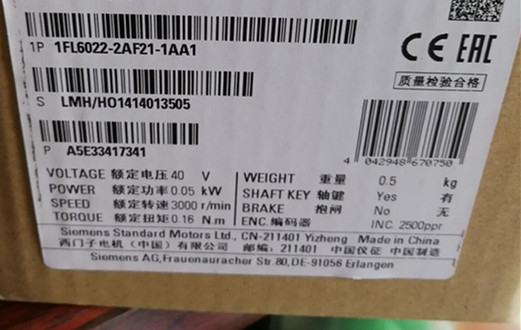 1P 1FL6022-2AF21-1AA1
CE EAC
质量检验合格
S LMH/HO1414013505
P A5E33417341
4 042948 670750
VOLTAGE 额定电压 40 V
POWER 额定功率 0.05 kW
SPEED 额定转速 3000 r/min
TORQUE 额定扭矩 0.16 N.m
WEIGHT 重量 0.5 kg
SHAFT KEY 轴键 Yes 有
BRAKE 抱闸 No 无
ENC. 编码器 INC. 2500ppr
Siemens Standard Motors Ltd., CN-211401 Yizheng Made in China
西门子电机（中国）有限公司 邮编: 211401 中国仪征 中国制造
Siemens AG, Frauenauracher Str.80, DE-91056 Erlangen